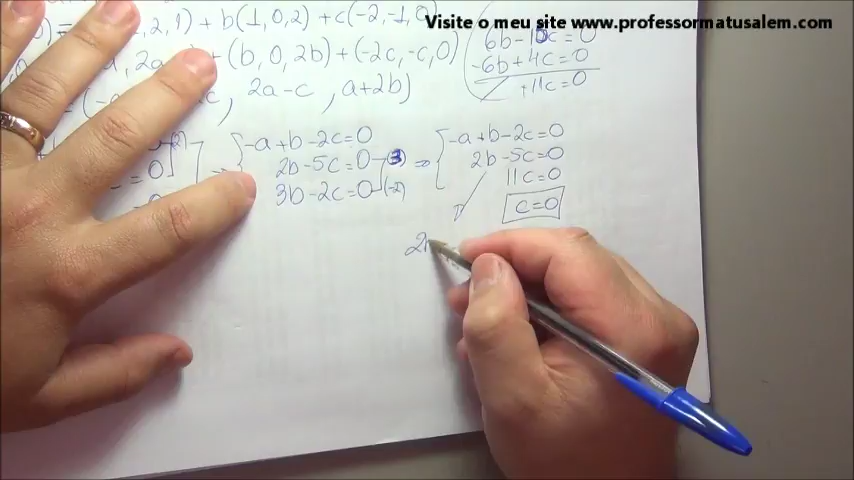 Visite o meu site www.professormatusalem.com
2,1) + b(1,0,2) + c(-2,-1,0)
(b, 0, 2b) + (-2c, -c, 0)
2a-c , a+2b)
-6b+4c=0
+11c=0
-a+b-2c=0
2b-5c=0 (3)
3b-2c=0 (-2)
=>
-a+b-2c=0
2b-5c=0
11c=0
c=0